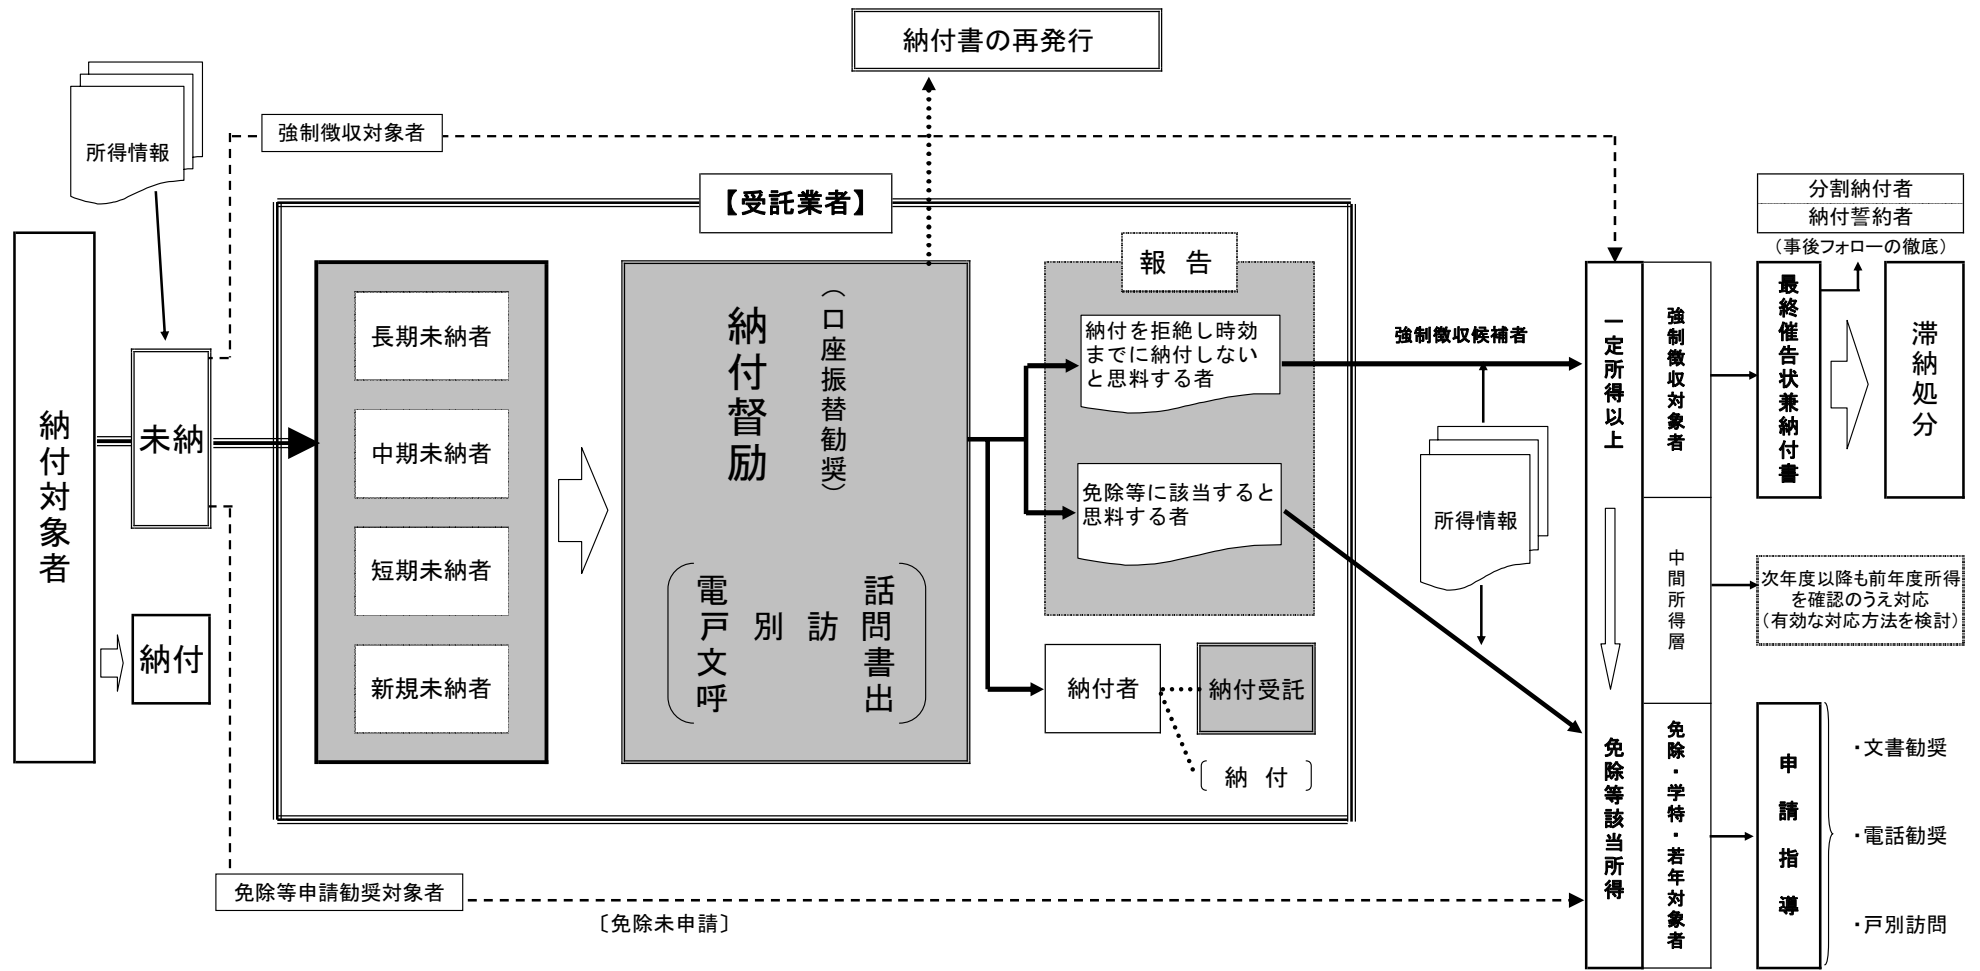 納付書の再発行
所得情報
強制徴収対象者
【受託業者】
分割納付者
納付誓約者
（事後フォローの徹底）
納付対象者
未納
納付
長期未納者
中期未納者
短期未納者
新規未納者
納付督励
（口座振替勧奨）
電話
戸別訪問
文書
呼出
報告
納付を拒絶し時効
までに納付しない
と思料する者
免除等に該当すると
思料する者
納付者
納付受託
〔納付〕
強制徴収候補者
所得情報
一定所得以上
免除等該当所得
強制徴収対象者
中間所得層
免除・学特・若年対象者
最終催告状兼納付書
滞納処分
次年度以降も前年度所得
を確認のうえ対応
（有効な対応方法を検討）
申請指導
・文書勧奨
・電話勧奨
・戸別訪問
免除等申請勧奨対象者
〔免除未申請〕